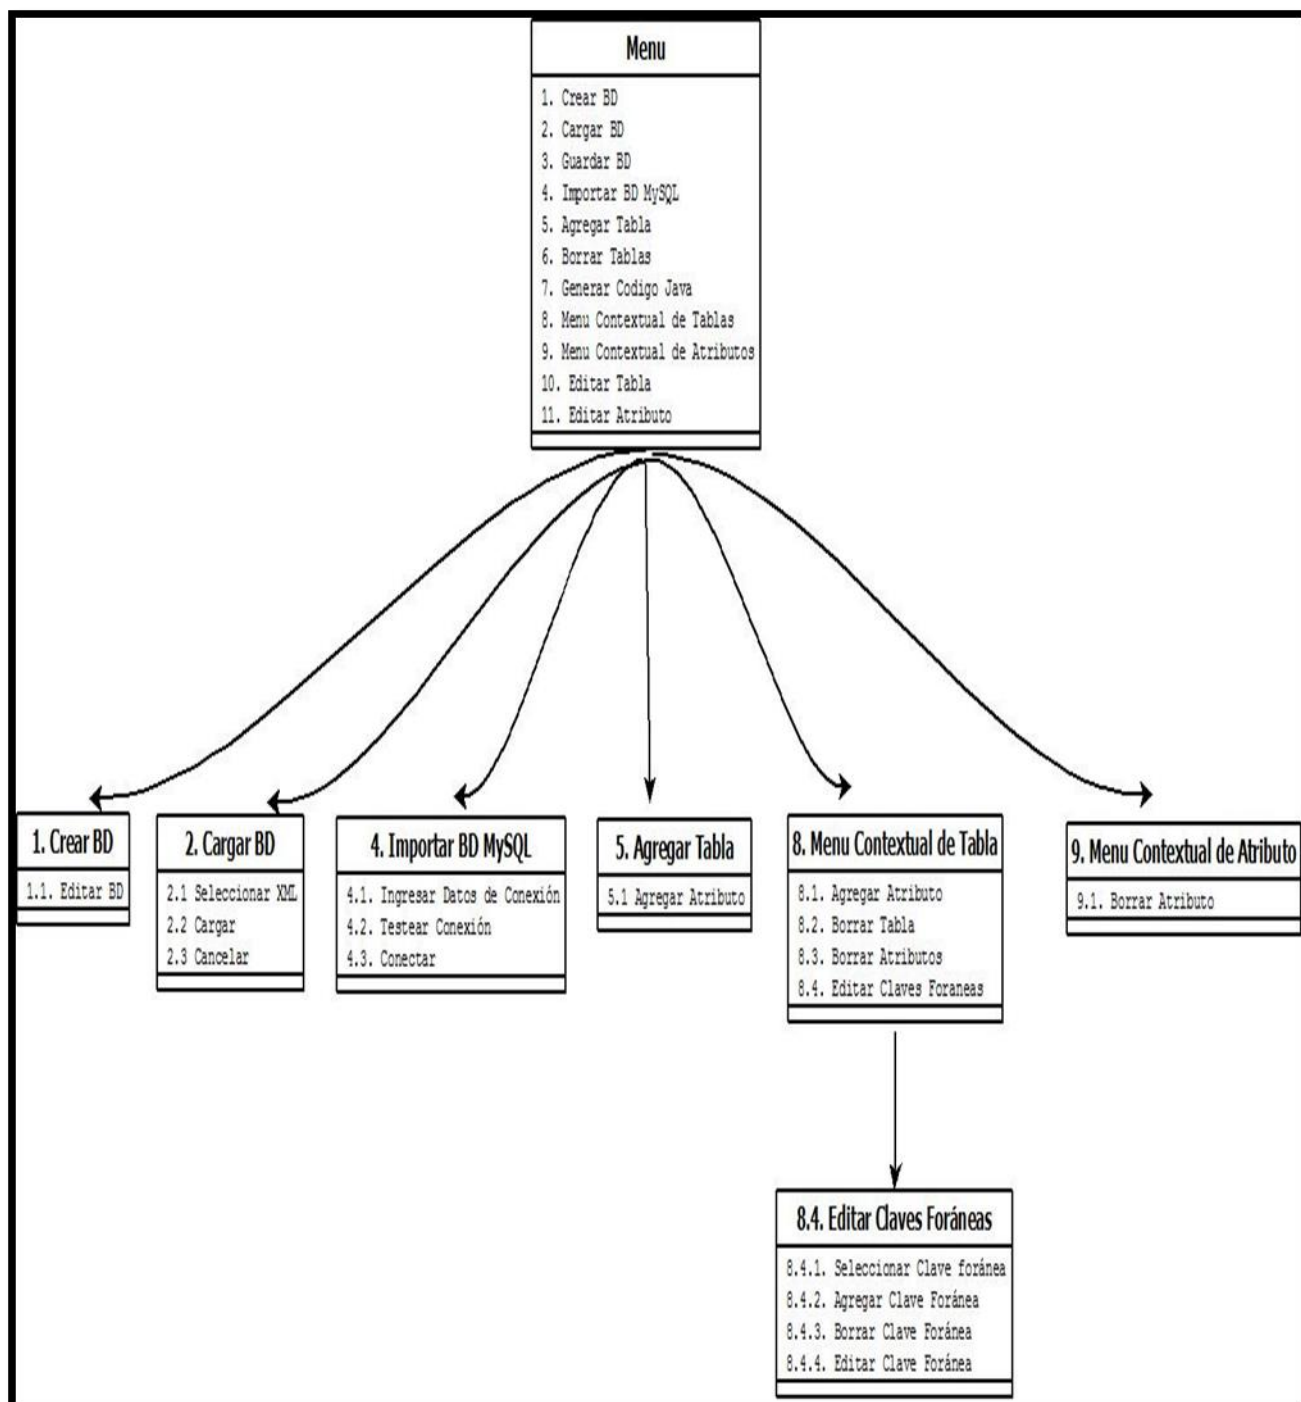 Menu
1. Crear BD
2. Cargar BD
3. Guardar BD
4. Importar BD MySQL
5. Agregar Tabla
6. Borrar Tablas
7. Generar Codigo Java
8. Menu Contextual de Tablas
9. Menu Contextual de Atributos
10. Editar Tabla
11. Editar Atributo
1. Crear BD
1.1. Editar BD
2. Cargar BD
2.1 Seleccionar XML
2.2 Cargar
2.3 Cancelar
4. Importar BD MySQL
4.1. Ingresar Datos de Conexión
4.2. Testear Conexión
4.3. Conectar
5. Agregar Tabla
5.1 Agregar Atributo
8. Menu Contextual de Tabla
8.1. Agregar Atributo
8.2. Borrar Tabla
8.3. Borrar Atributos
8.4. Editar Claves Foraneas
9. Menu Contextual de Atributo
9.1. Borrar Atributo
8.4. Editar Claves Foráneas
8.4.1. Seleccionar Clave foránea
8.4.2. Agregar Clave Foránea
8.4.3. Borrar Clave Foránea
8.4.4. Editar Clave Foránea